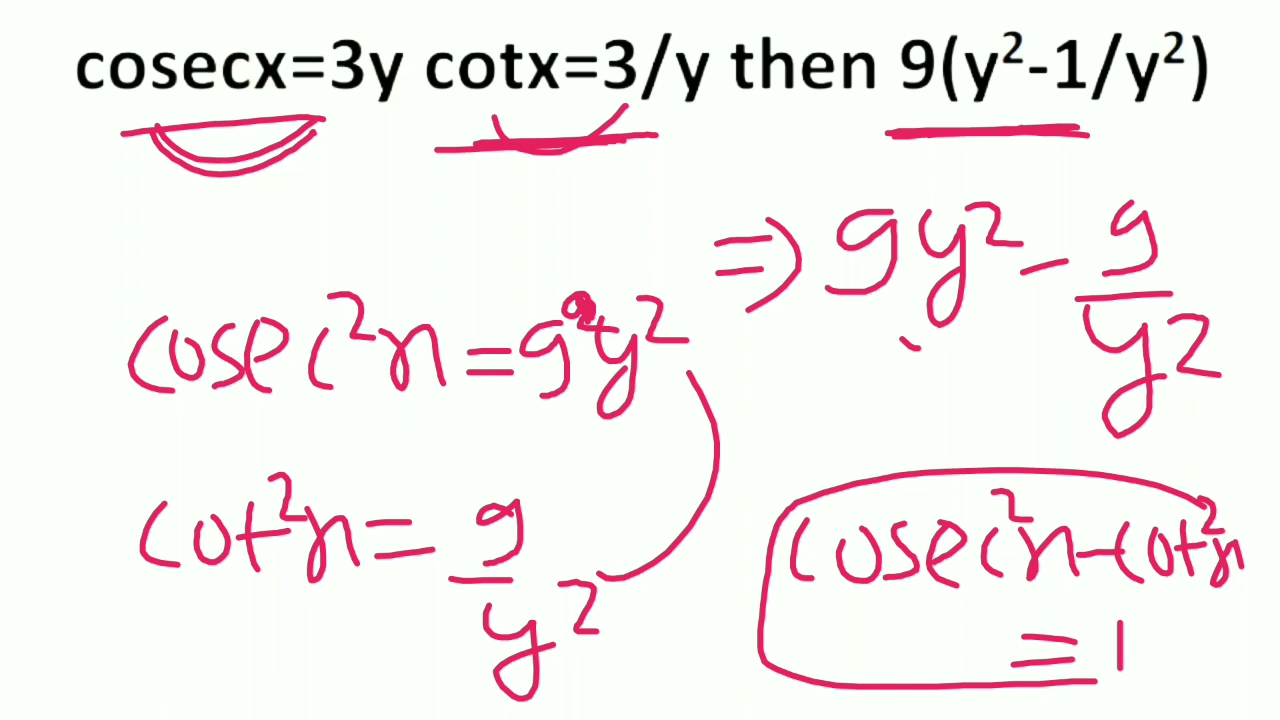 cosecx=3y cotx=3/y then 9(y²-1/y²)
⇒ 9y² - 9/y²
cosec²x = 9y²
cot²x = 9/y²
cosec²x - cot²x
= 1